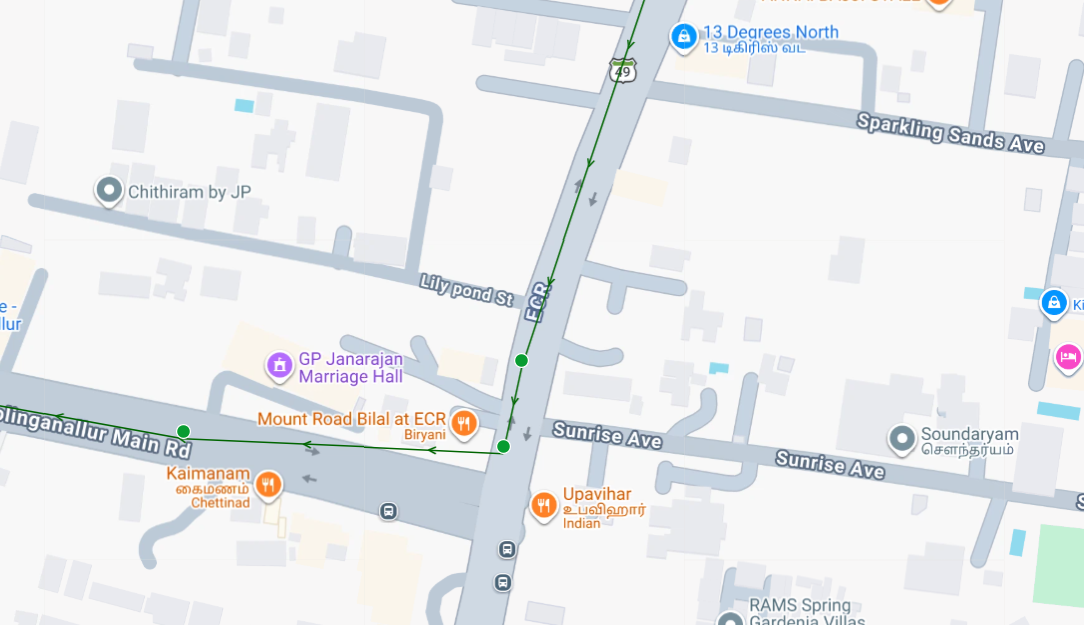 13 Degrees North
13 டிகிரிஸ் வட
49
Sparkling Sands Ave
Chithiram by JP
Lily pond St
ECR
GP Janarajan
Marriage Hall
Mount Road Bilal at ECR
Biryani
Sunrise Ave
Sunrise Ave
Soundaryam
சௌந்தர்யம்
olinganallur Main Rd
Kaimanam
கைமணம்
Chettinad
Upavihar
உபவிஹார்
Indian
RAMS Spring
Gardenia Villas